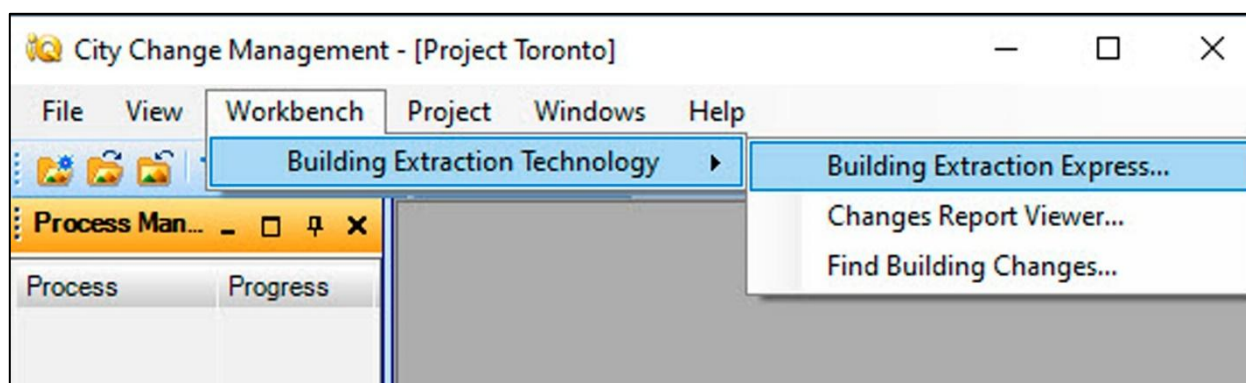 City Change Management - [Project Toronto]
File View Workbench Project Windows Help
Building Extraction Technology
Building Extraction Express...
Changes Report Viewer...
Find Building Changes...
Process Man...
Process Progress